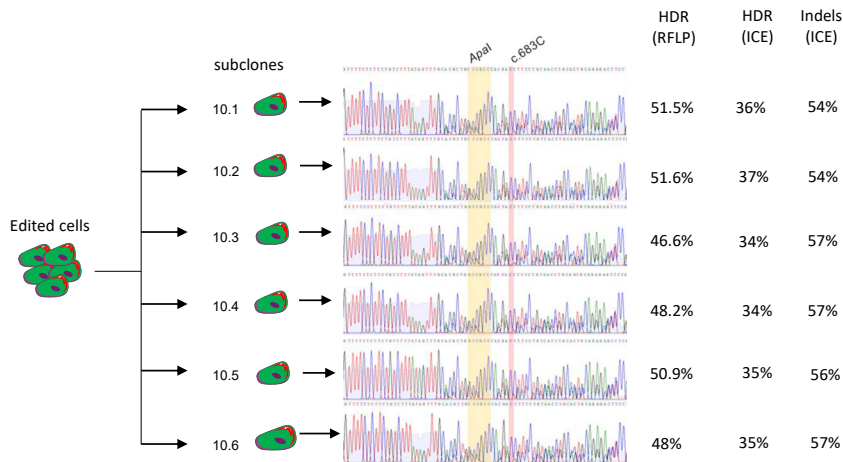 HDR HDR Indels
(RFLP) (ICE) (ICE)
ApaI c.683C
subclones
10.1 51.5% 36% 54%
10.2 51.6% 37% 54%
Edited cells
10.3 46.6% 34% 57%
10.4 48.2% 34% 57%
10.5 50.9% 35% 56%
10.6 48% 35% 57%